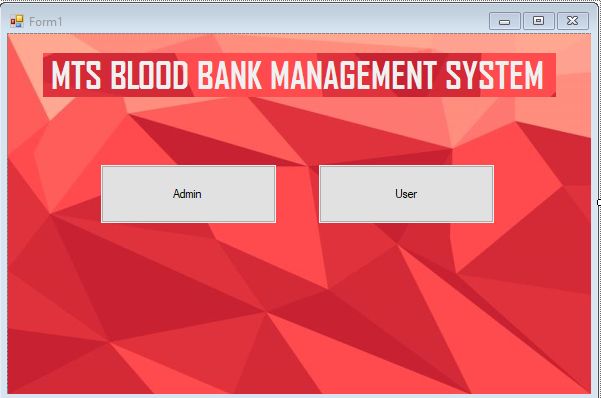 Form1
MTS BLOOD BANK MANAGEMENT SYSTEM
Admin
User